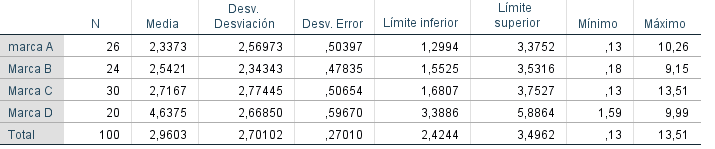 N Media Desv. Desviación Desv. Error Límite inferior Límite superior Mínimo Máximo
marca A 26 2,3373 2,56973 ,50397 1,2994 3,3752 ,13 10,26
Marca B 24 2,5421 2,34343 ,47835 1,5525 3,5316 ,18 9,15
Marca C 30 2,7167 2,77445 ,50654 1,6807 3,7527 ,13 13,51
Marca D 20 4,6375 2,66850 ,59670 3,3886 5,8864 1,59 9,99
Total 100 2,9603 2,70102 ,27010 2,4244 3,4962 ,13 13,51